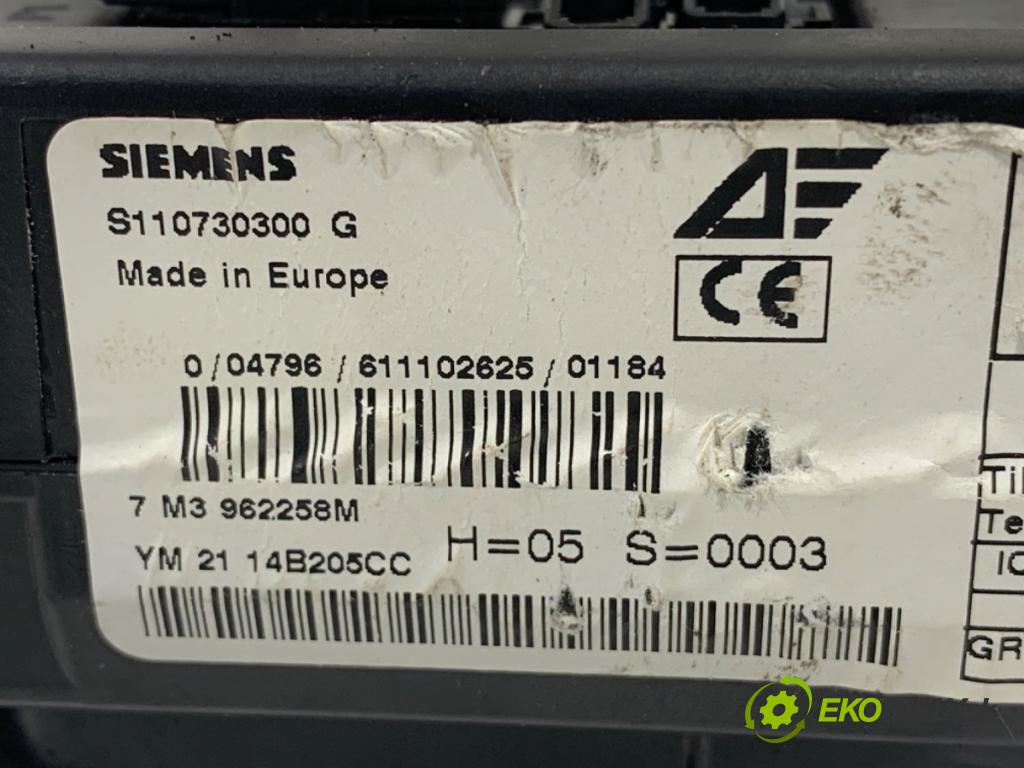 SIEMENS
S110730300 G
Made in Europe
CE
0/04796/611102625/01184
7 M3 962258M
YM 21 14B205CC
H=05 S=0003
GR
EKO